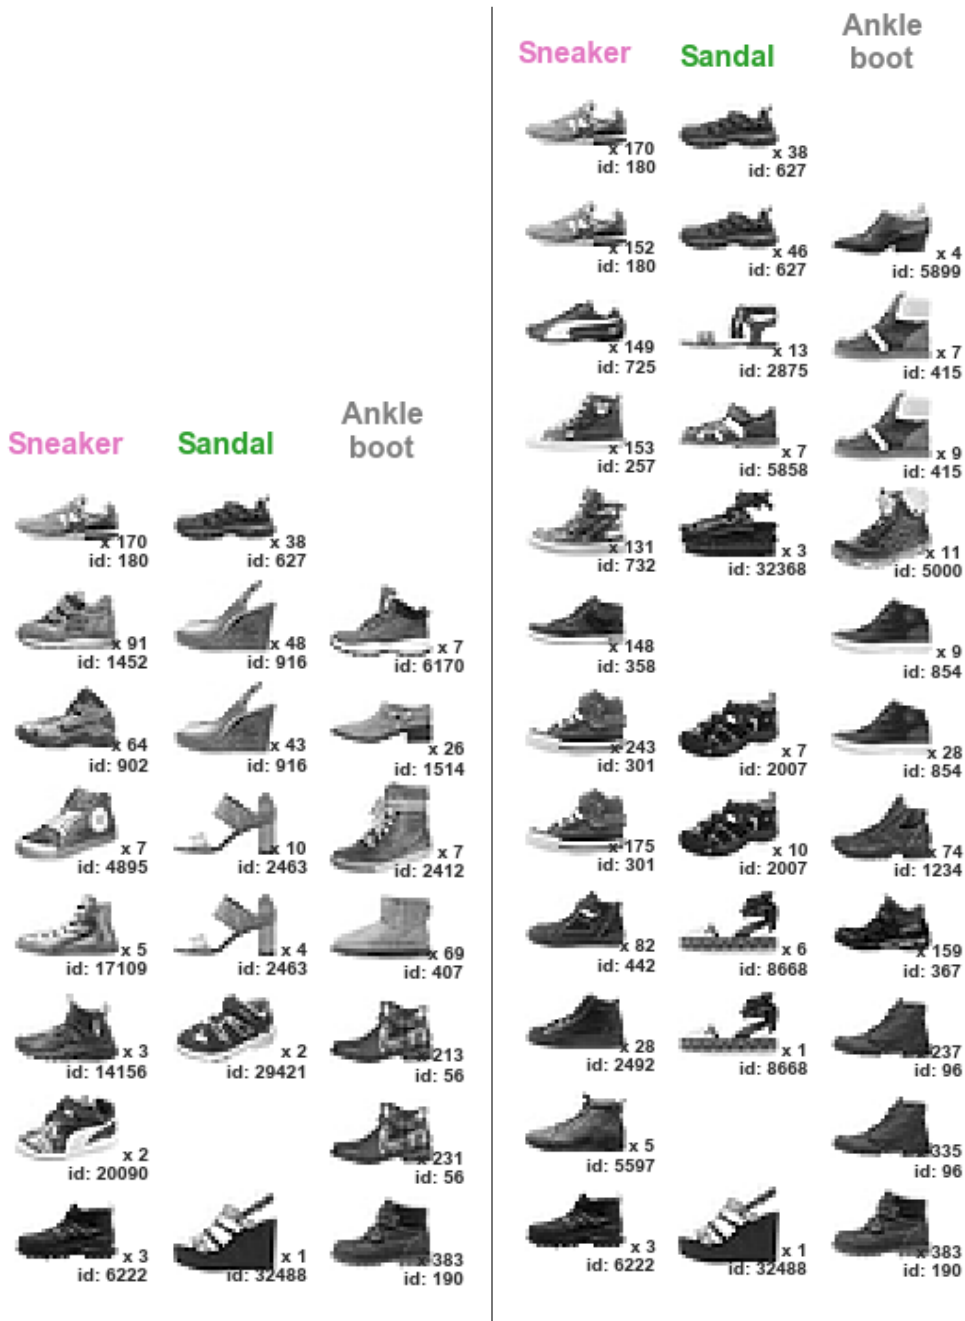 Sneaker Sandal Ankle boot
x 170 x 38
id: 180 id: 627
x 91 x 48 x 7
id: 1452 id: 916 id: 6170
x 64 x 43 x 26
id: 902 id: 916 id: 1514
x 7 x 10 x 7
id: 4895 id: 2463 id: 2412
x 5 x 4 x 69
id: 17109 id: 2463 id: 407
x 3 x 2 x 213
id: 14156 id: 29421 id: 56
x 2 x 231
id: 20090 id: 56
x 3 x 1 x 383
id: 6222 id: 32488 id: 190
Sneaker Sandal Ankle boot
x 170 x 38
id: 180 id: 627
x 152 x 46 x 4
id: 180 id: 627 id: 5899
x 149 x 13 x 7
id: 725 id: 2875 id: 415
x 153 x 7 x 9
id: 257 id: 5858 id: 415
x 131 x 3 x 11
id: 732 id: 32368 id: 5000
x 148 x 9
id: 358 id: 854
x 243 x 7 x 28
id: 301 id: 2007 id: 854
x 175 x 10 x 74
id: 301 id: 2007 id: 1234
x 82 x 6 x 159
id: 442 id: 8668 id: 367
x 28 x 1 x 237
id: 2492 id: 8668 id: 96
x 5 x 335
id: 5597 id: 96
x 3 x 1 x 383
id: 6222 id: 32488 id: 190